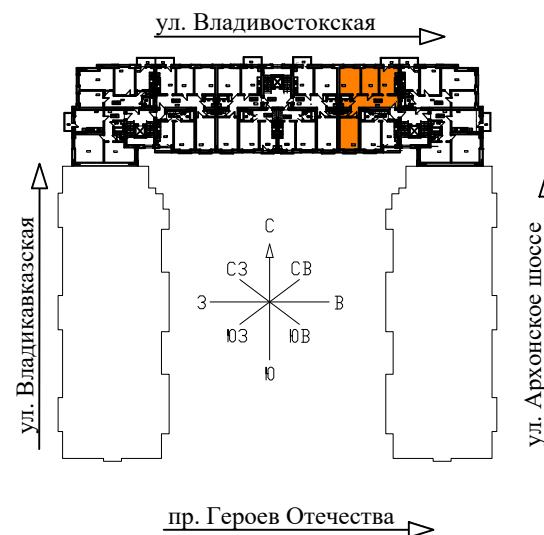 ул. Владивостокская
ул. Владикавказская
С
СЗ
СВ
З
В
ЮЗ
ЮВ
Ю
ул. Архонское шоссе
пр. Героев Отечества